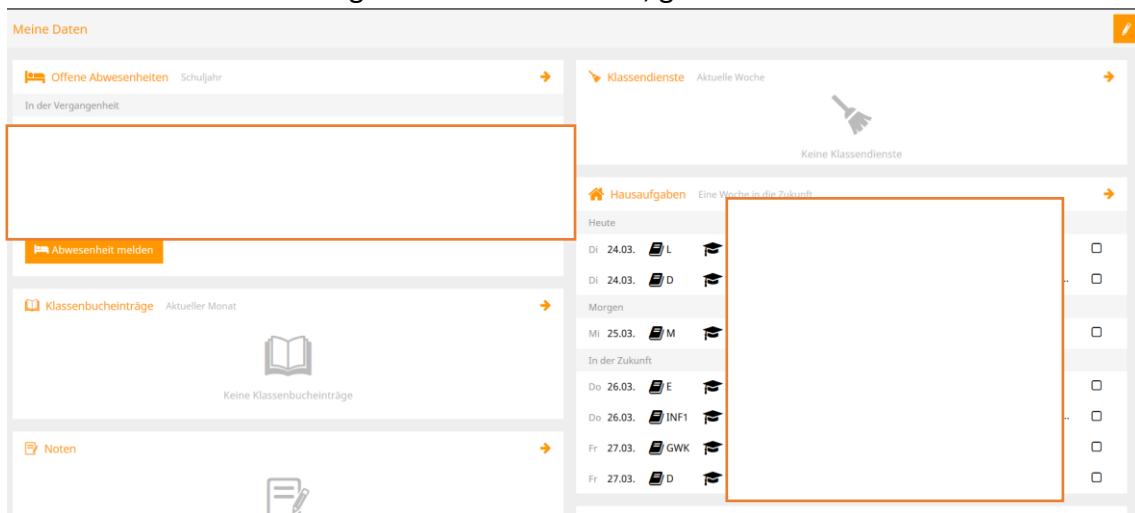 Meine Daten
Offene Abwesenheiten Schuljahr
In der Vergangenheit
Abwesenheit melden
Klassenbucheinträge Aktueller Monat
Keine Klassenbucheinträge
Noten
Klassendienste Aktuelle Woche
Keine Klassendienste
Hausaufgaben Eine Woche in die Zukunft
Heute
Di 24.03. L
Di 24.03. D ..
Morgen
Mi 25.03. M
In der Zukunft
Do 26.03. E
Do 26.03. INF1 ..
Fr 27.03. GWK
Fr 27.03. D